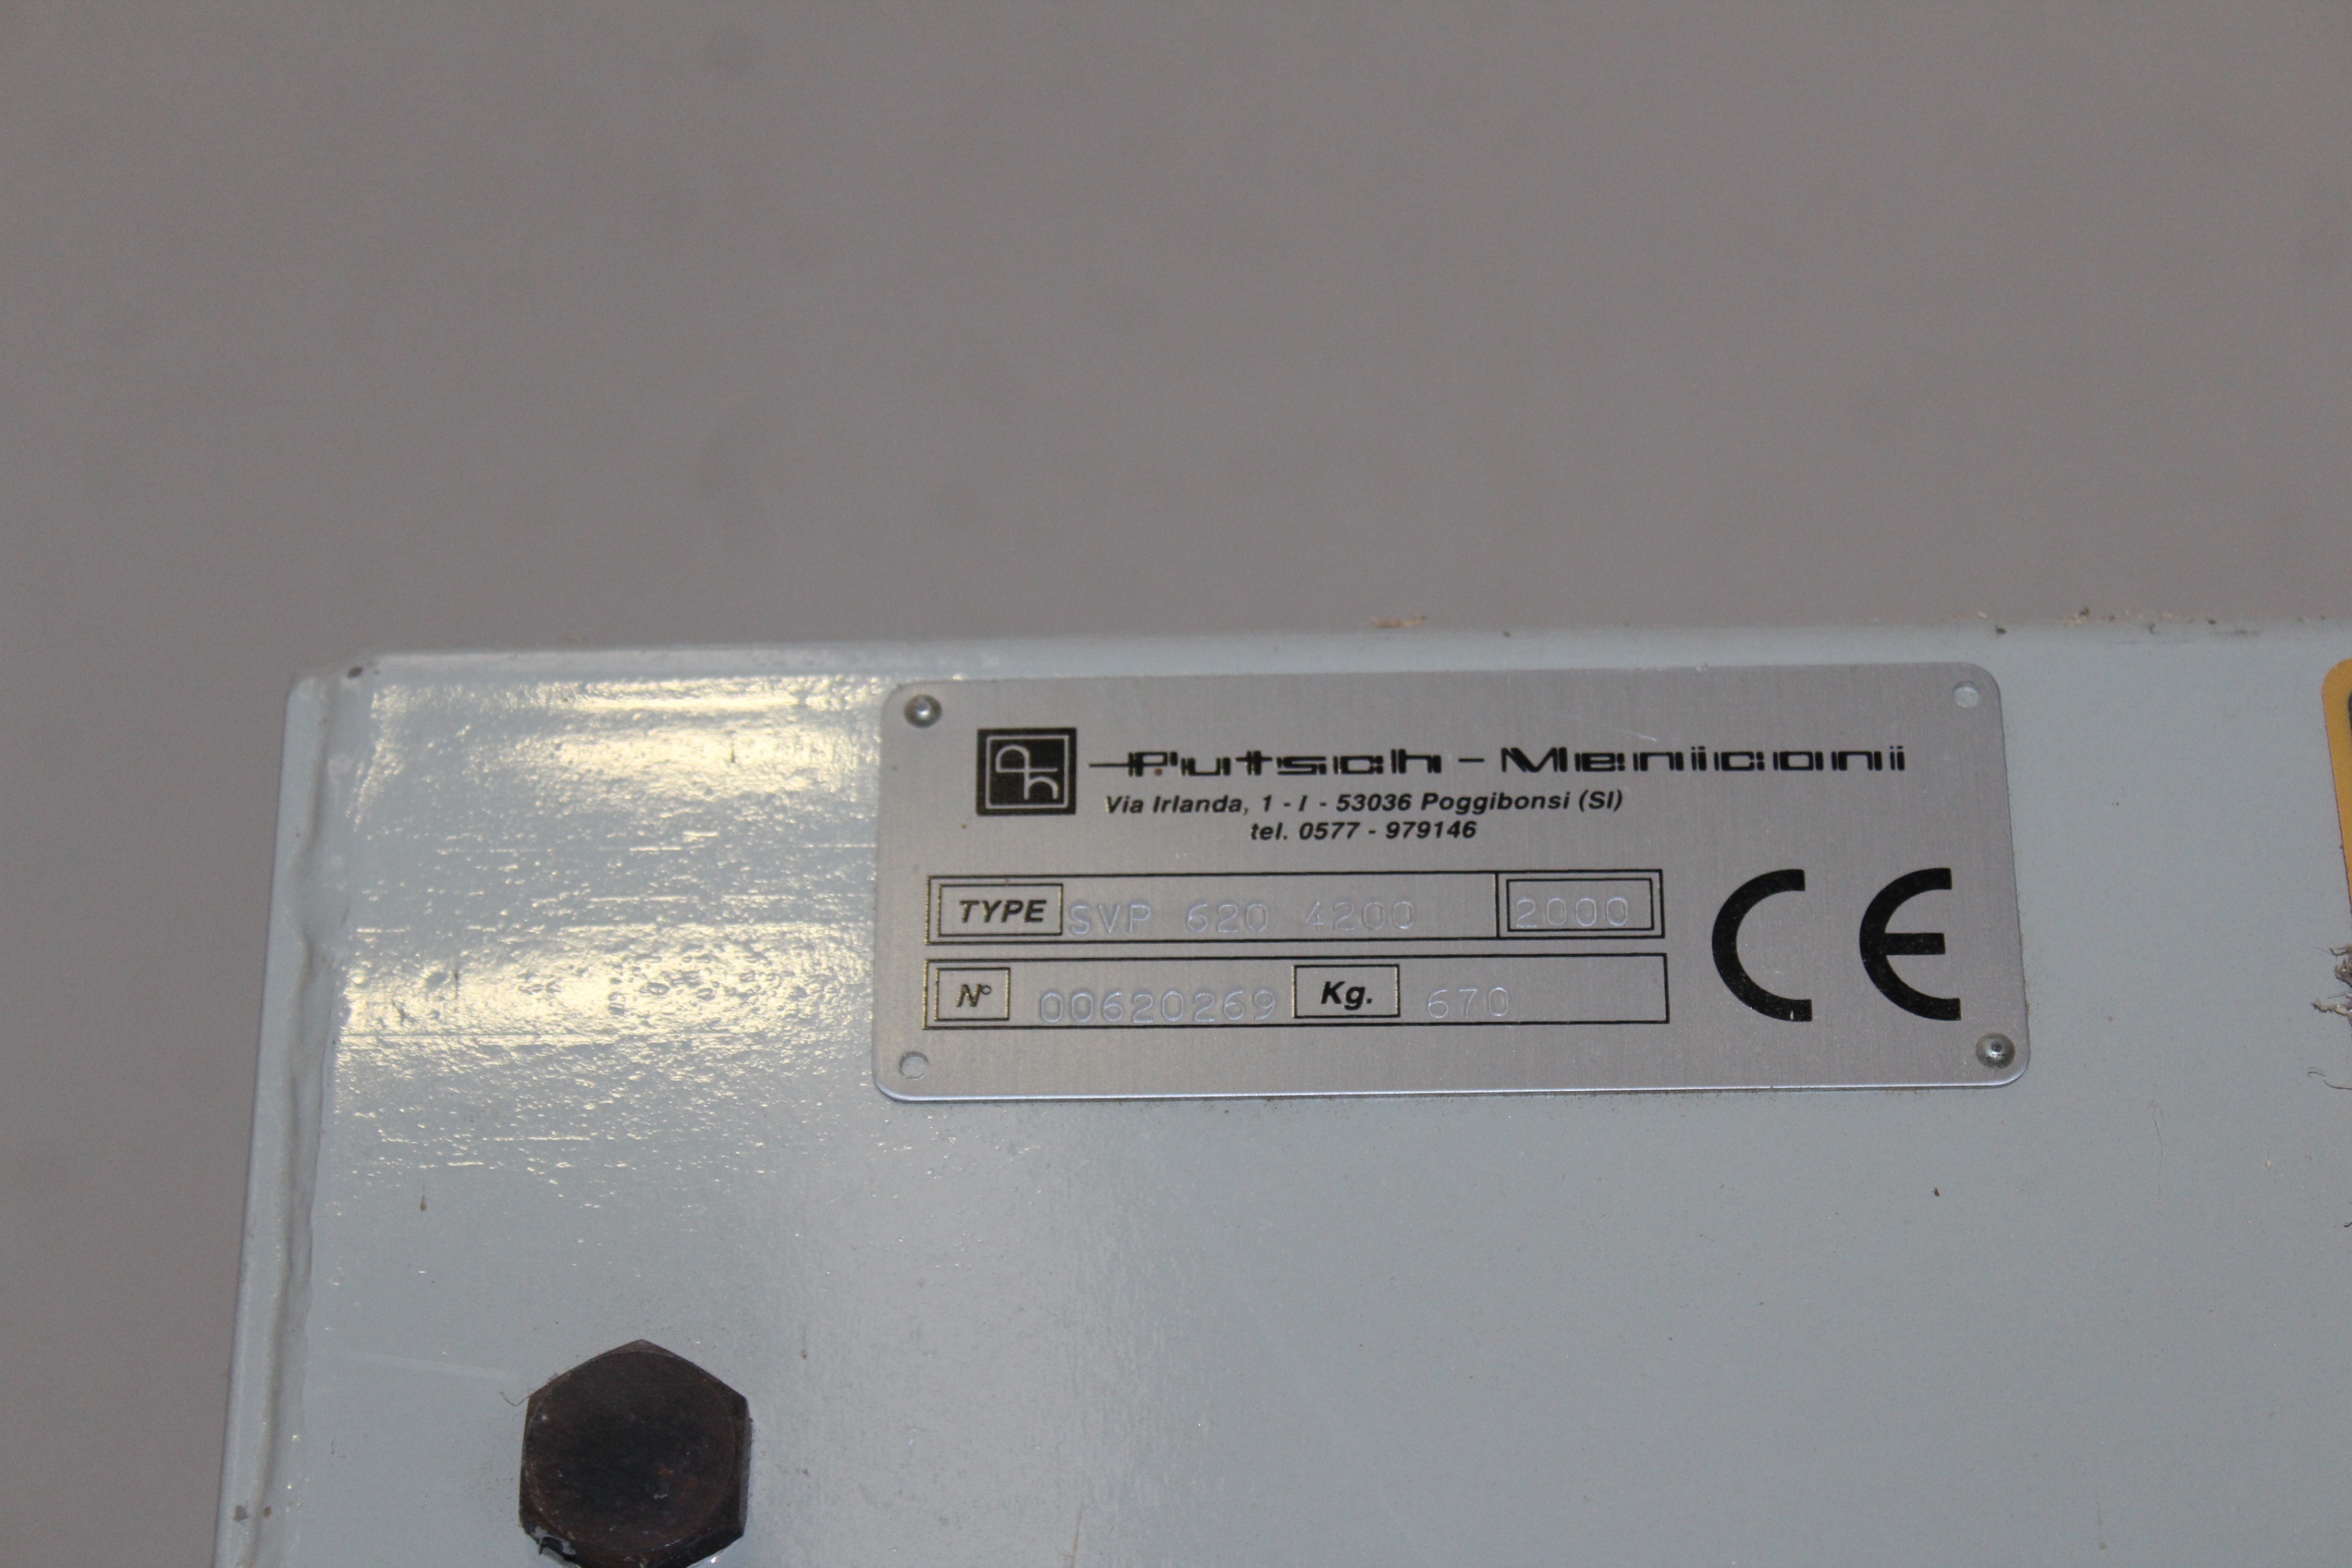 Putsch-Meniconi
Via Irlanda, 1 - I - 53036 Poggibonsi (SI)
tel. 0577 - 979146
TYPE SVP 620 4200 2000
N° 00620269 Kg. 670
CE